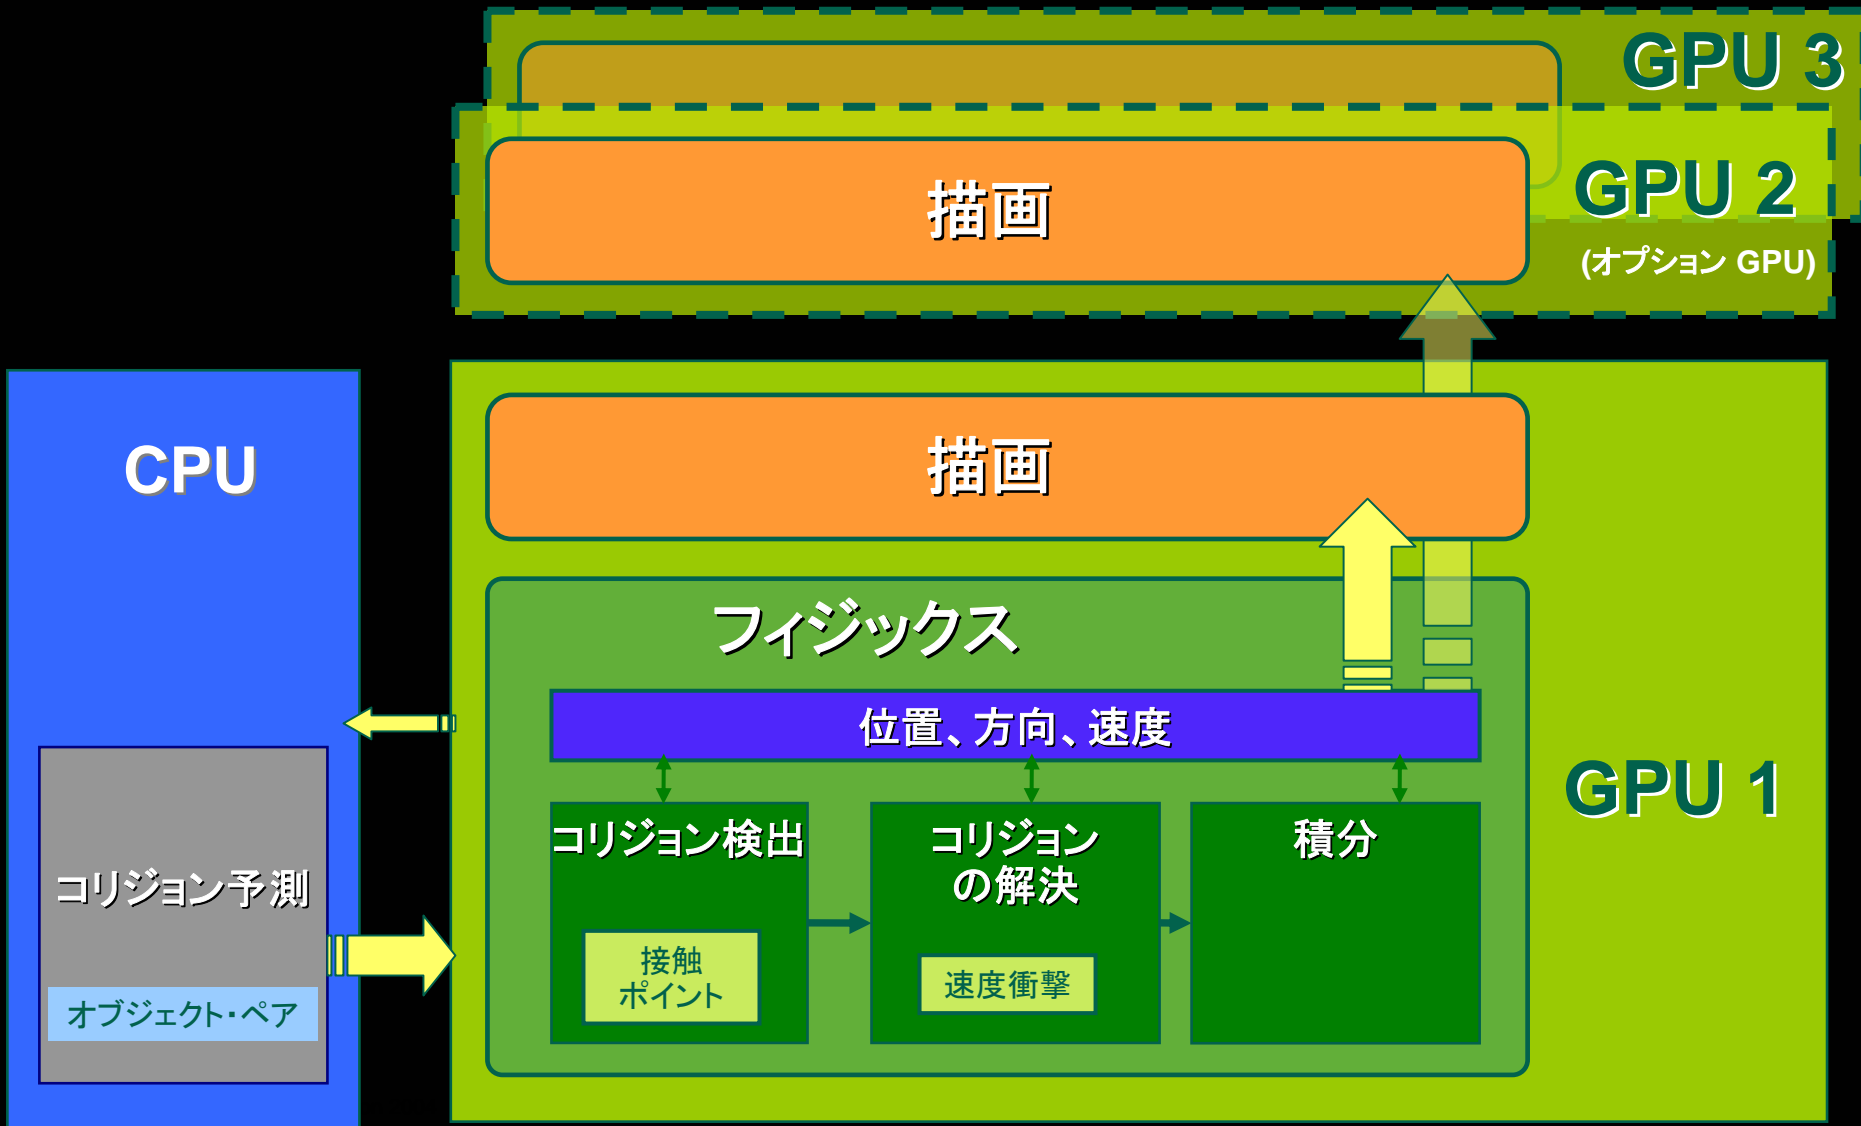 GPU 3
描画
GPU 2
(オプション GPU)
CPU
描画
フィジックス
位置、方向、速度
GPU 1
コリジョン検出
コリジョン
の解決
積分
コリジョン予測
接触
ポイント
速度衝撃
オブジェクト・ペア